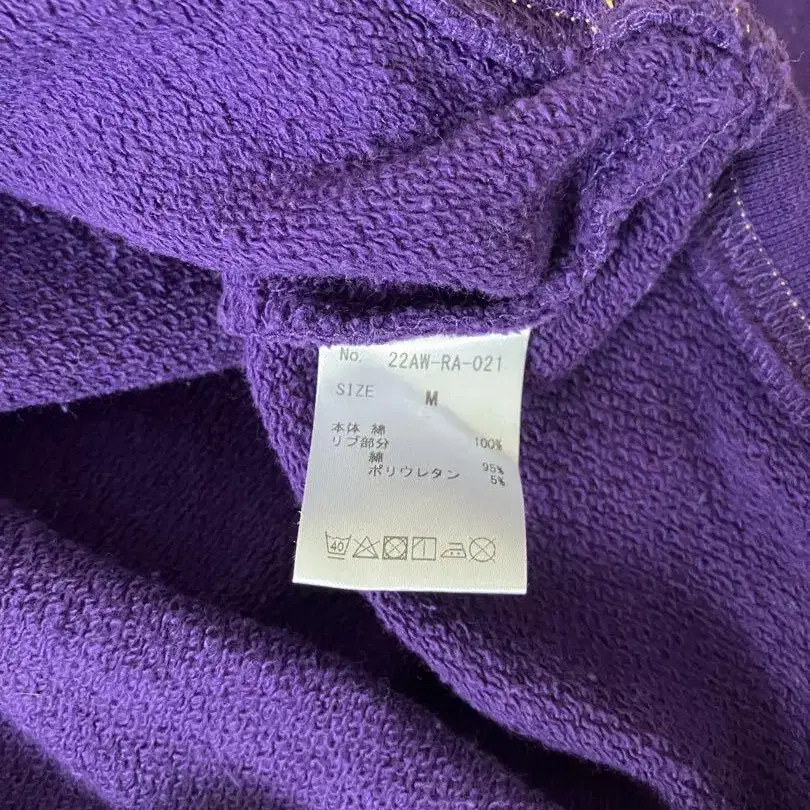 No. 22AW-RA-021
SIZE M
本体 綿 100%
リブ部分
綿 95%
ポリウレタン 5%
40